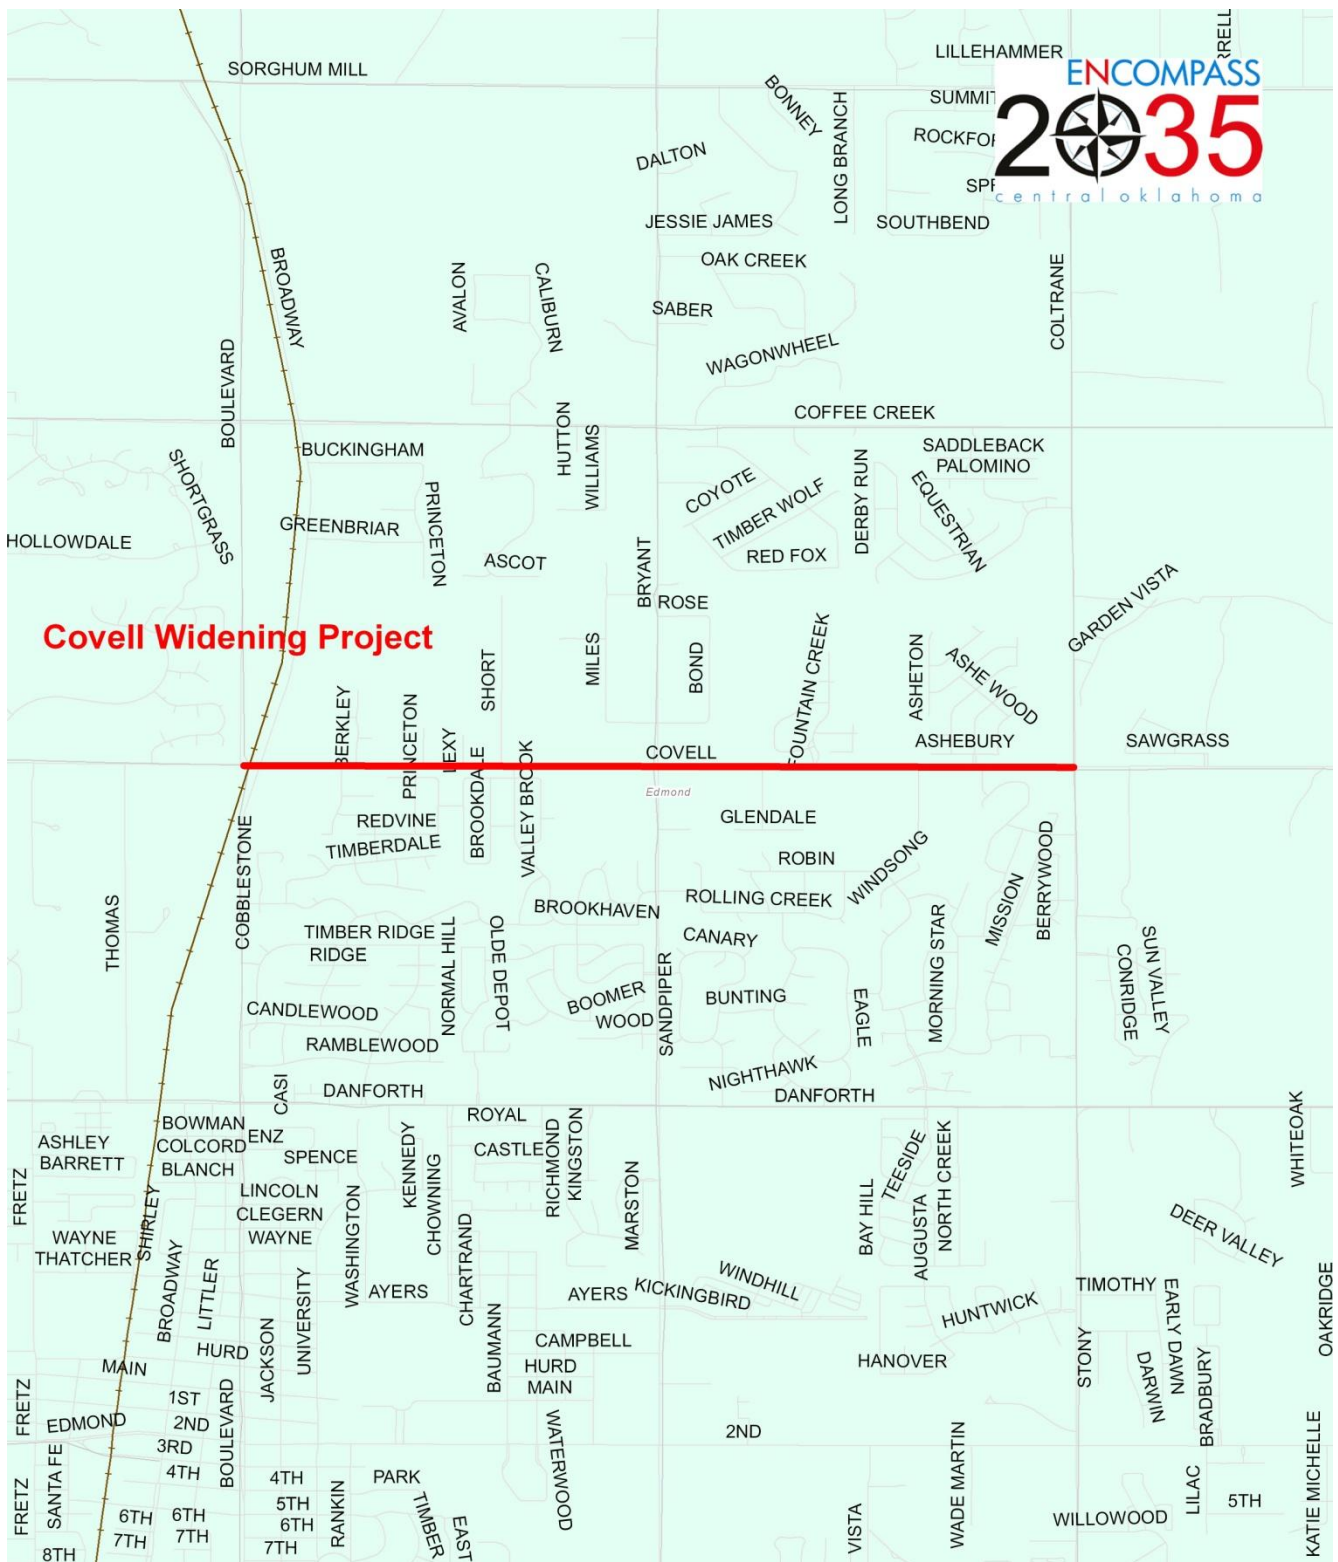 LILLEHAMMER
RRELL
SORGHUM MILL
ENCOMPASS
BONNEY
SUMMIT
2035
LONG BRANCH
ROCKFOR
DALTON
SPR
central oklahoma
JESSIE JAMES
SOUTHBEND
BROADWAY
OAK CREEK
AVALON
CALIBURN
COLTRANE
SABER
BOULEVARD
WAGONWHEEL
COFFEE CREEK
HUTTON
BUCKINGHAM
WILLIAMS
SADDLEBACK
PALOMINO
SHORTGRASS
PRINCETON
COYOTE
TIMBER WOLF
DERBY RUN
EQUESTRIAN
GREENBRIAR
HOLLOWDALE
RED FOX
ASCOT
BRYANT
ROSE
GARDEN VISTA
Covell Widening Project
SHORT
MILES
BOND
FOUNTAIN CREEK
ASHETON
ASHE WOOD
BERKLEY
PRINCETON
LEXY
BROOKDALE
VALLEY BROOK
COVELL
ASHEBURY
SAWGRASS
Edmond
REDVINE
TIMBERDALE
COBBLESTONE
GLENDALE
ROBIN
WINDSONG
BERRYWOOD
MISSION
THOMAS
BROOKHAVEN
ROLLING CREEK
TIMBER RIDGE
RIDGE
NORMAL HILL
OLDE DEPOT
CANARY
MORNING STAR
CONRIDGE
SUN VALLEY
SANDPIPER
BOOMER
BUNTING
WOOD
EAGLE
CANDLEWOOD
RAMBLEWOOD
NIGHTHAWK
CASI
DANFORTH
DANFORTH
ROYAL
BOWMAN
ENZ
COLCORD
ASHLEY
BARRETT
BLANCH
SPENCE
KENNEDY
CASTLE
RICHMOND
KINGSTON
TEESIDE
NORTH CREEK
WHITEOAK
FRETZ
SHIRLEY
LINCOLN
CLEGERN
WAYNE
WASHINGTON
CHOWNING
MARSTON
BAY HILL
AUGUSTA
DEER VALLEY
WAYNE
THATCHER
BROADWAY
LITTLER
CHARTRAND
AYERS
AYERS
KICKINGBIRD
WINDHILL
TIMOTHY
EARLY DAWN
OAKRIDGE
UNIVERSITY
HUNTWICK
JACKSON
HURD
BAUMANN
CAMPBELL
HANOVER
STONY
MAIN
HURD
MAIN
DARWIN
BRADBURY
FRETZ
1ST
EDMOND
2ND
BOULEVARD
WATERWOOD
2ND
3RD
SANTA FE
4TH
4TH
PARK
WADE MARTIN
KATIE MICHELLE
FRETZ
5TH
RANKIN
TIMBER
EAST
VISTA
LILAC
5TH
6TH
6TH
6TH
WILLOWOOD
7TH
7TH
7TH
8TH